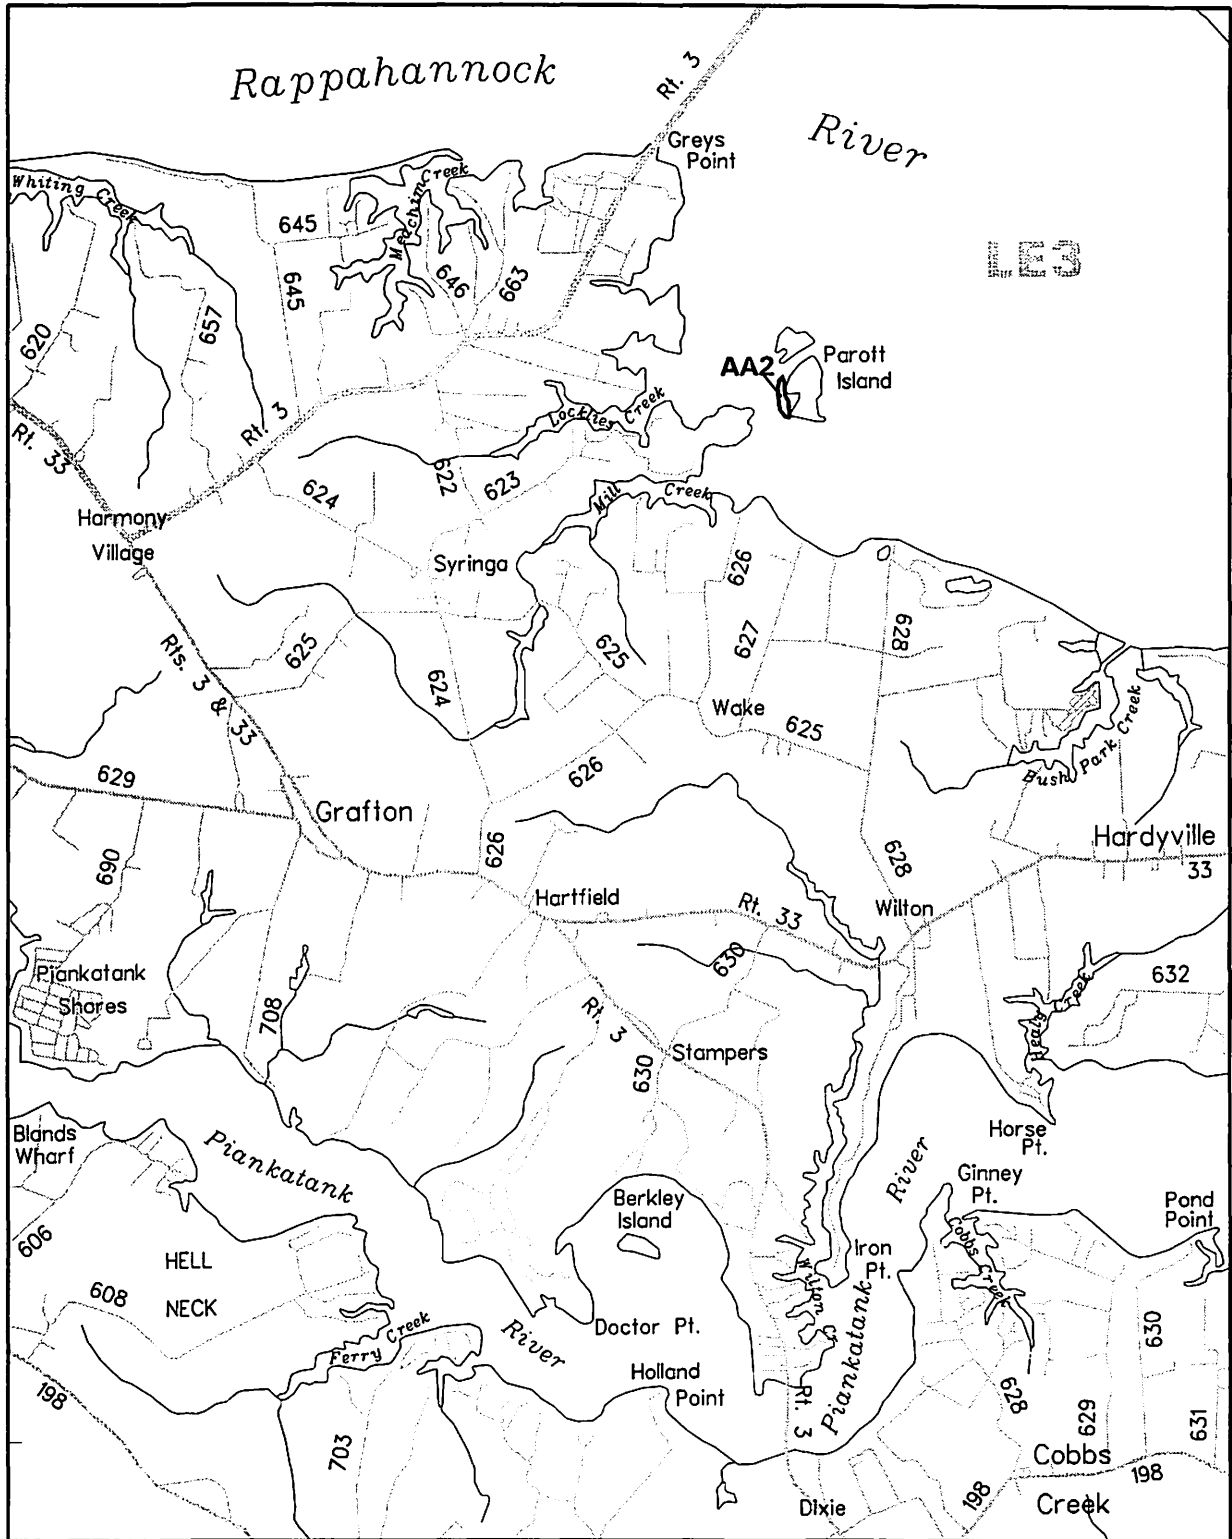 Rappahannock
Rt. 3
River
Greys
Point
Whiting Creek
Meachim Creek
645
645
646
663
LE3
657
620
AA2
Parott
Island
Locklies Creek
Rt. 3
Rt. 33
622
623
624
Mill Creek
Harmony
Village
Syringa
626
627
628
625
625
624
Rts. 3 & 33
Wake
625
Bush Park Creek
626
629
Grafton
626
690
628
Hardyville
33
Hartfield
Rt. 33
Wilton
630
Piankatank
Shores
708
Rt. 3
632
Healy Creek
Stampers
630
Blands
Wharf
Piankatank
Horse
Pt.
River
Ginney
Pt.
Berkley
Island
Pond
Point
606
HELL
NECK
Iron
Pt.
Cobbs Creek
Wilton Cr.
608
Ferry Creek
River
Doctor Pt.
Piankatank
630
Holland
Point
198
Rt. 3
628
629
631
703
Cobbs
Creek
198
198
Dixie